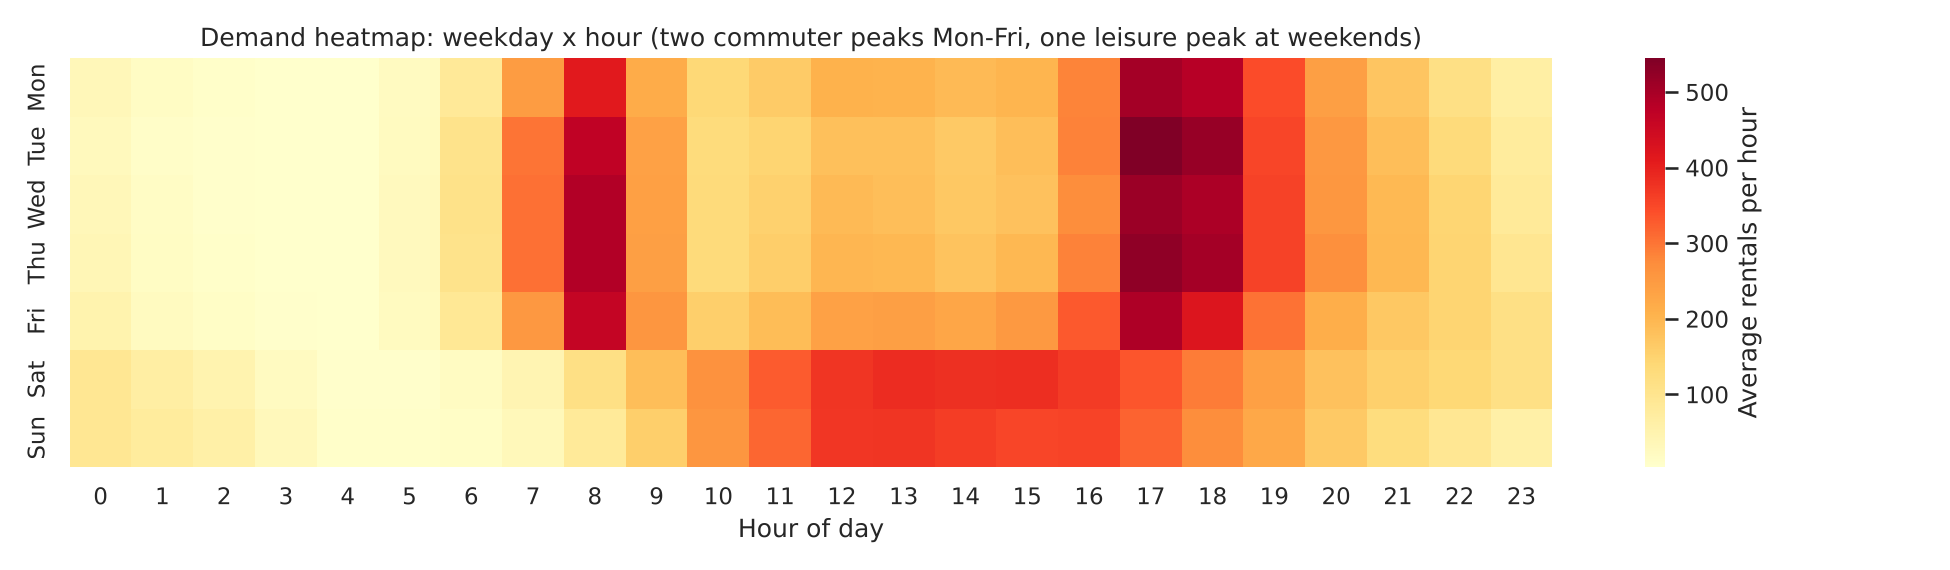 Demand heatmap: weekday x hour (two commuter peaks Mon-Fri, one leisure peak at weekends)
Mon
Tue
Wed
Thu
Fri
Sat
Sun
0 1 2 3 4 5 6 7 8 9 10 11 12 13 14 15 16 17 18 19 20 21 22 23
Hour of day
500
400
300
200
100
Average rentals per hour